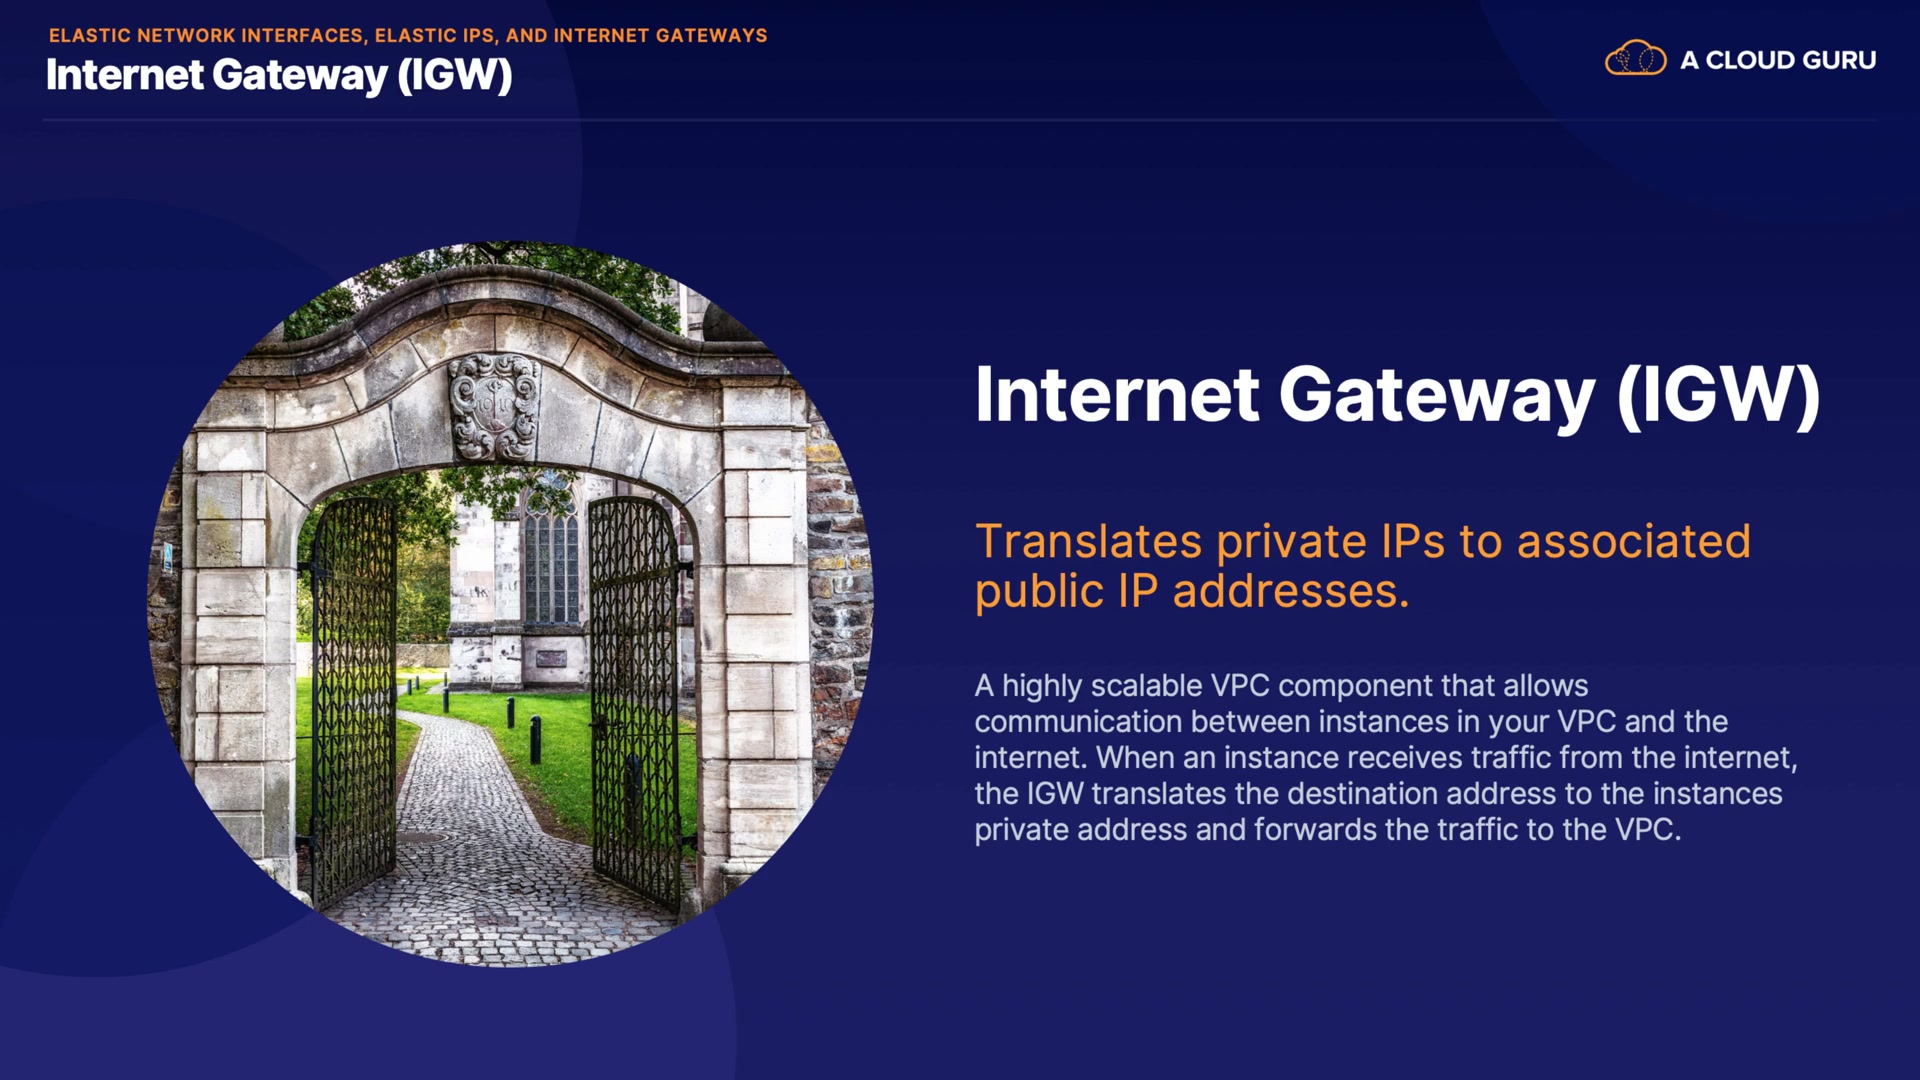 ELASTIC NETWORK INTERFACES, ELASTIC IPS, AND INTERNET GATEWAYS
Internet Gateway (IGW)
A CLOUD GURU
Internet Gateway (IGW)
Translates private IPs to associated
public IP addresses.
A highly scalable VPC component that allows
communication between instances in your VPC and the
internet. When an instance receives traffic from the internet,
the IGW translates the destination address to the instances
private address and forwards the traffic to the VPC.